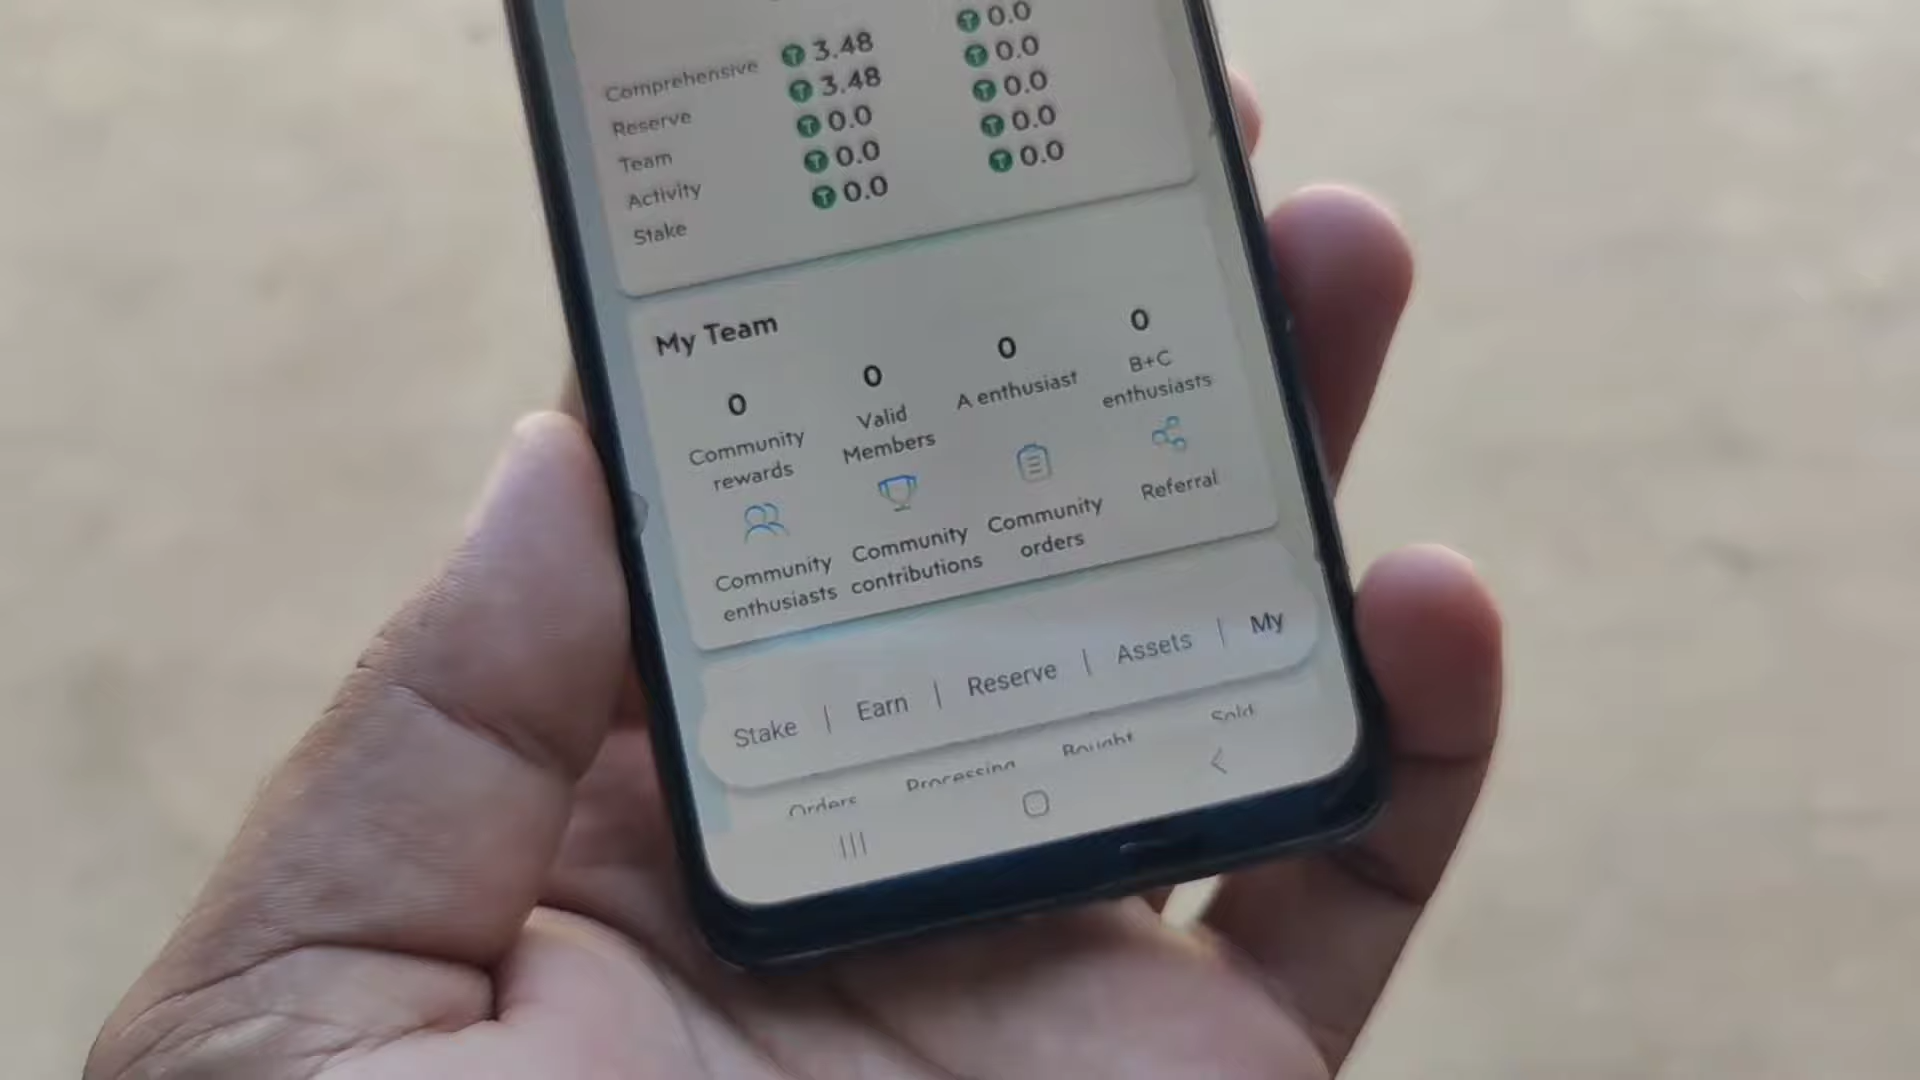 0.0
Comprehensive 3.48 0.0
Reserve 3.48 0.0
Team 0.0 0.0
Activity 0.0 0.0
Stake 0.0
My Team
0 0 0 0
Community rewards
Valid Members
A enthusiast
B+C enthusiasts
Community enthusiasts
Community contributions
Community orders
Referral
Stake | Earn | Reserve | Assets | My
Orders Processing Bought Sold